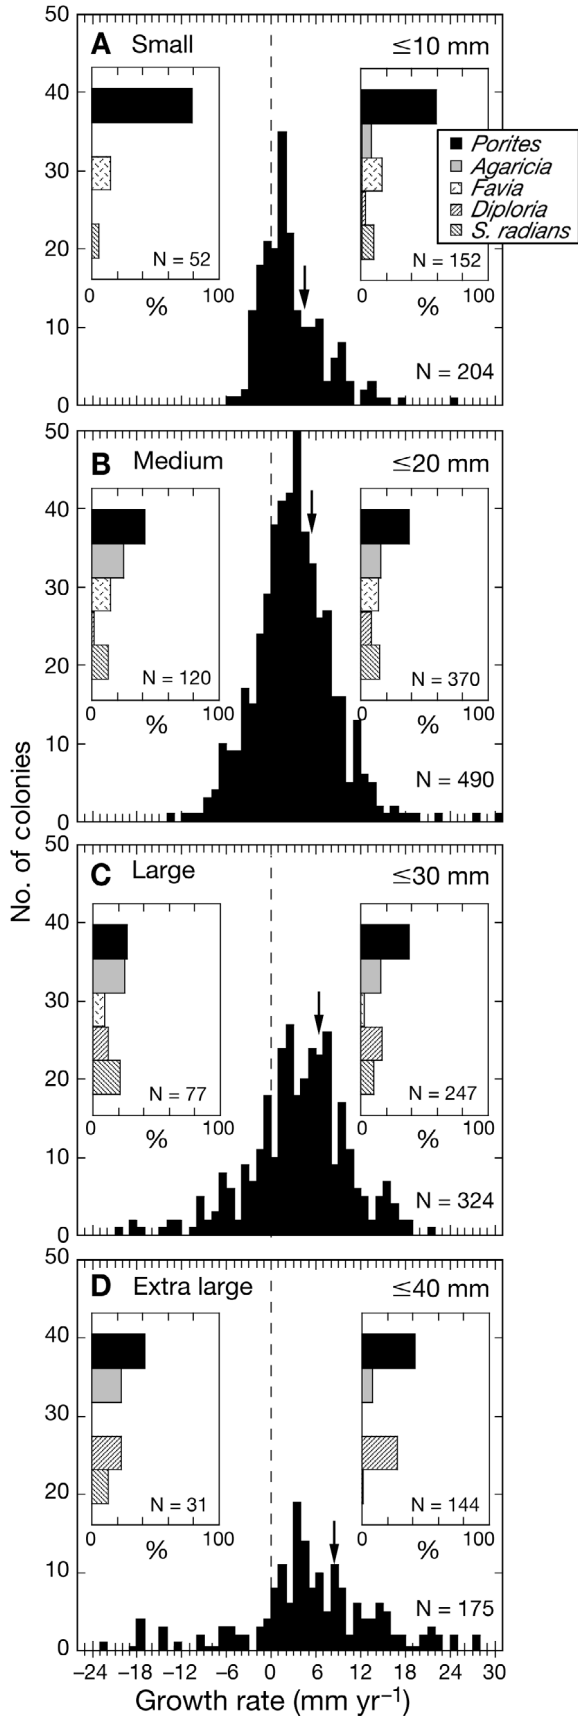 A Small ≤10 mm
50
40
30
20
10
0
Porites
Agaricia
Favia
Diploria
S. radians
N = 52
0 % 100
N = 152
0 % 100
N = 204
B Medium ≤20 mm
50
40
30
20
10
0
N = 120
0 % 100
N = 370
0 % 100
N = 490
No. of colonies
C Large ≤30 mm
50
40
30
20
10
0
N = 77
0 % 100
N = 247
0 % 100
N = 324
D Extra large ≤40 mm
50
40
30
20
10
0
N = 31
0 % 100
N = 144
0 % 100
N = 175
−24 −18 −12 −6 0 6 12 18 24 30
Growth rate (mm yr⁻¹)